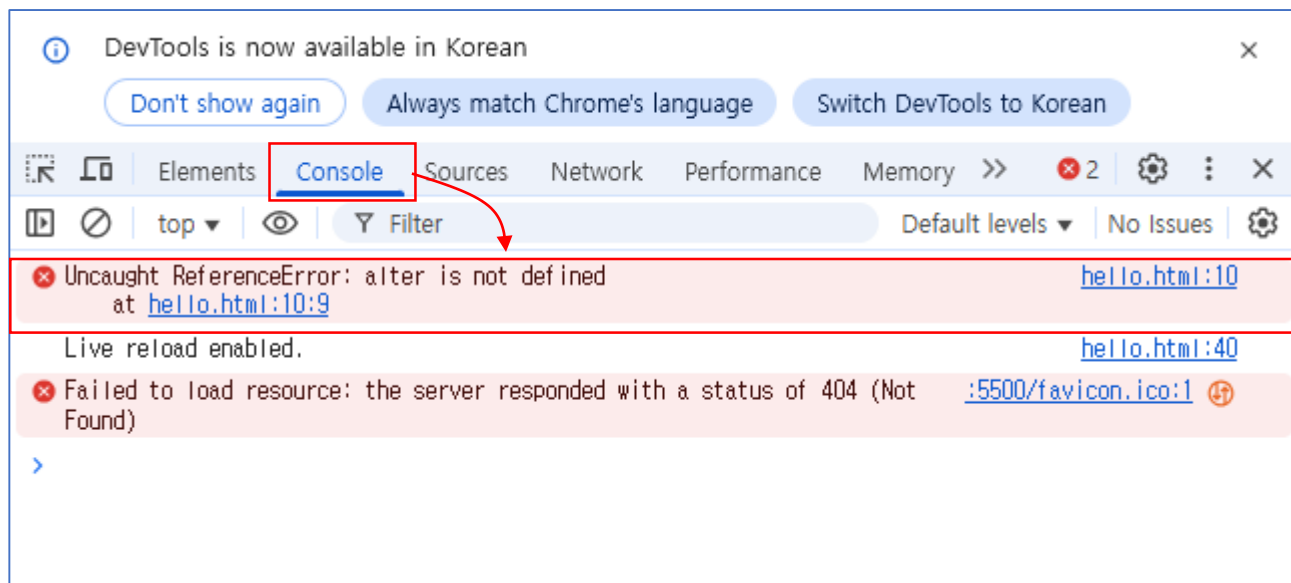 DevTools is now available in Korean
Don't show again Always match Chrome's language Switch DevTools to Korean
Elements Console Sources Network Performance Memory 2
top Filter Default levels No Issues
Uncaught ReferenceError: alter is not defined hello.html:10
at hello.html:10:9
Live reload enabled. hello.html:40
Failed to load resource: the server responded with a status of 404 (Not :5500/favicon.ico:1
Found)